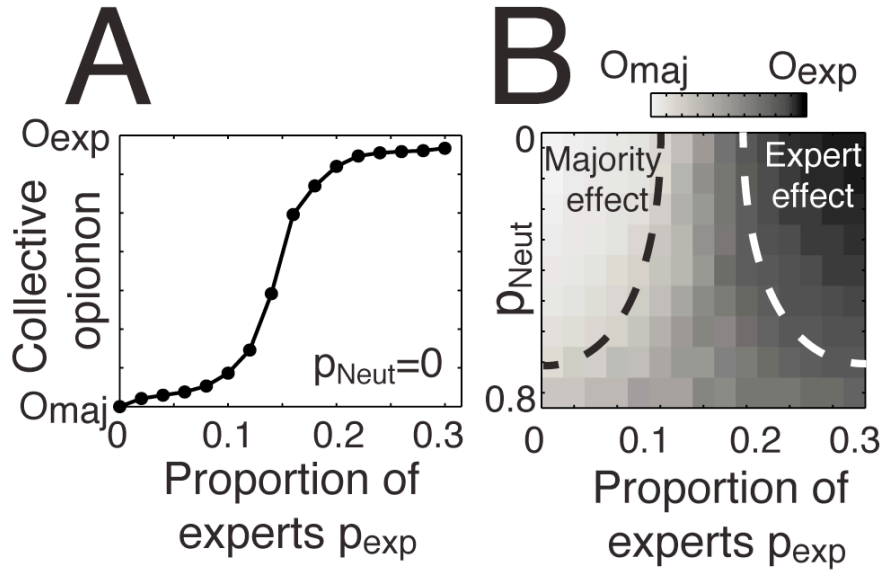 A
Oexp
Collective
opionon
pNeut=0
Omaj
0
0.1
0.2
0.3
Proportion of
experts pexp
B
Omaj
Oexp
0
Majority
effect
Expert
effect
pNeut
0.8
0
0.1
0.2
0.3
Proportion of
experts pexp